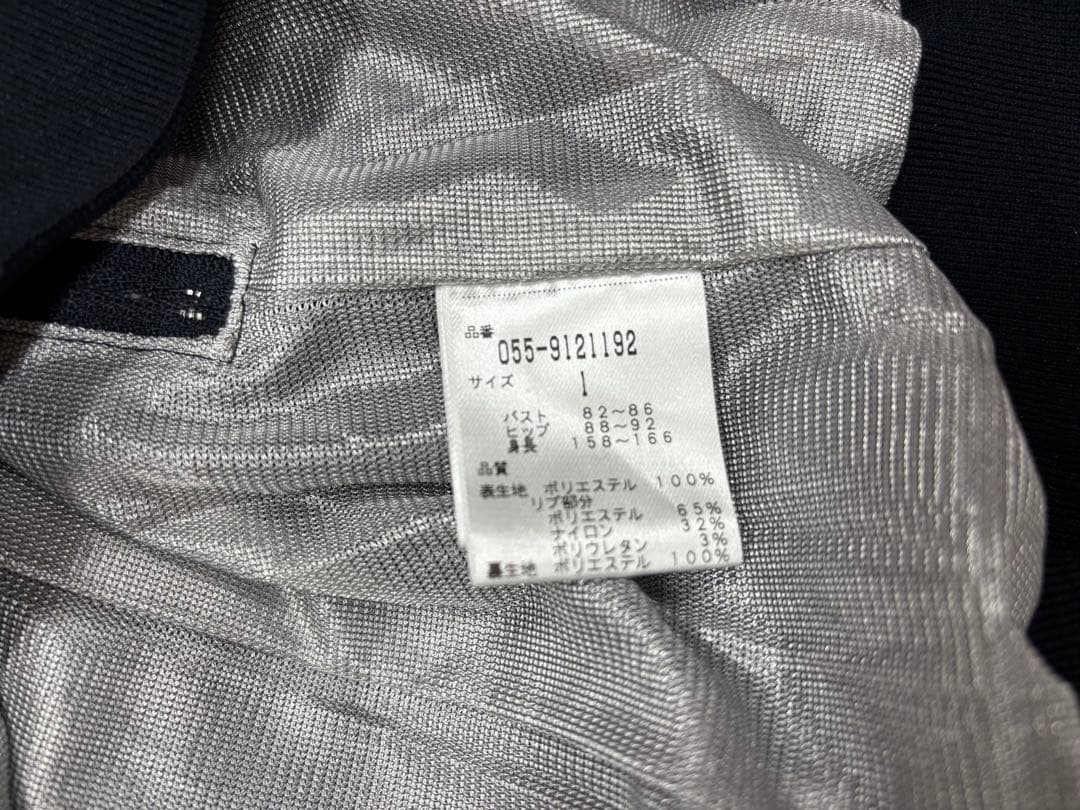 品番
055-9121192
サイズ 1
バスト 82～86
ヒップ 88～92
身長 158～166
品質
表生地 ポリエステル 100%
リブ部分
ポリエステル 65%
ナイロン 32%
ポリウレタン 3%
裏生地 ポリエステル 100%